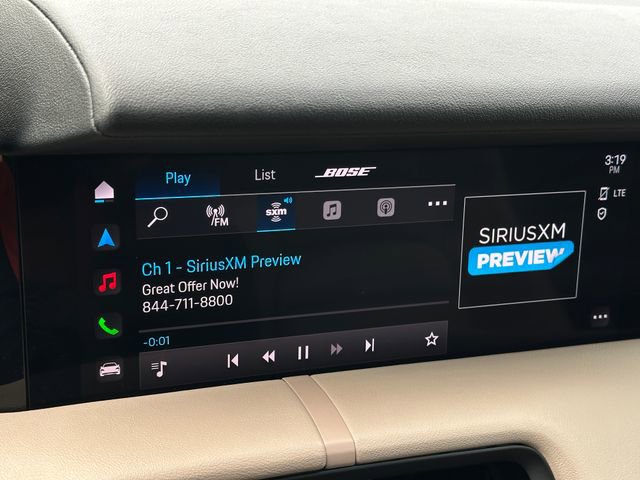 Play
List
BOSE
3:19
PM
FM
sxm
LTE
Ch 1 - SiriusXM Preview
Great Offer Now!
844-711-8800
-0:01
SIRIUSXM
PREVIEW